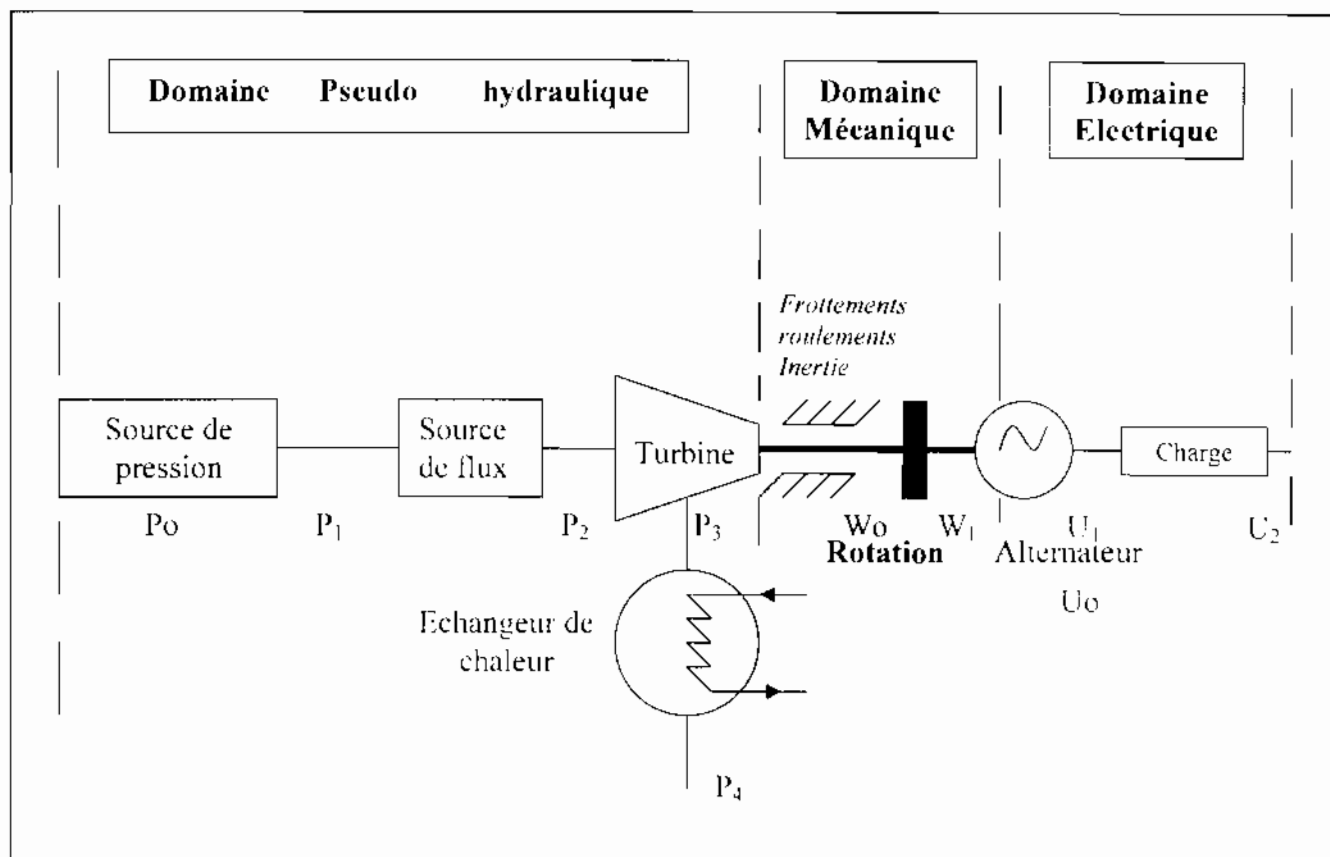 Domaine Pseudo hydraulique
Domaine
Mécanique
Domaine
Electrique
Frottements
roulements
Inertie
Source de
pression
Source
de flux
Turbine
Charge
Po
P₁
P₂
P₃
Wo
W₁
U₁
U₂
Rotation
Alternateur
Uo
Echangeur de
chaleur
P₄